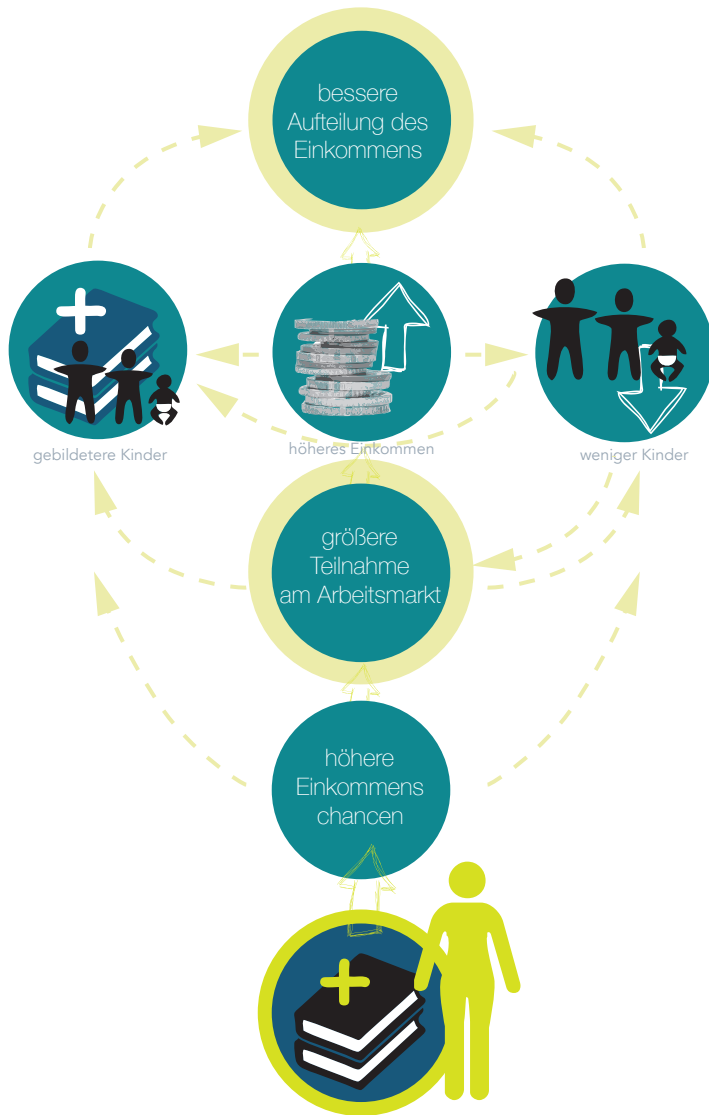 bessere
Aufteilung des
Einkommens
gebildetere Kinder
höheres Einkommen
weniger Kinder
größere
Teilnahme
am Arbeitsmarkt
höhere
Einkommens
chancen